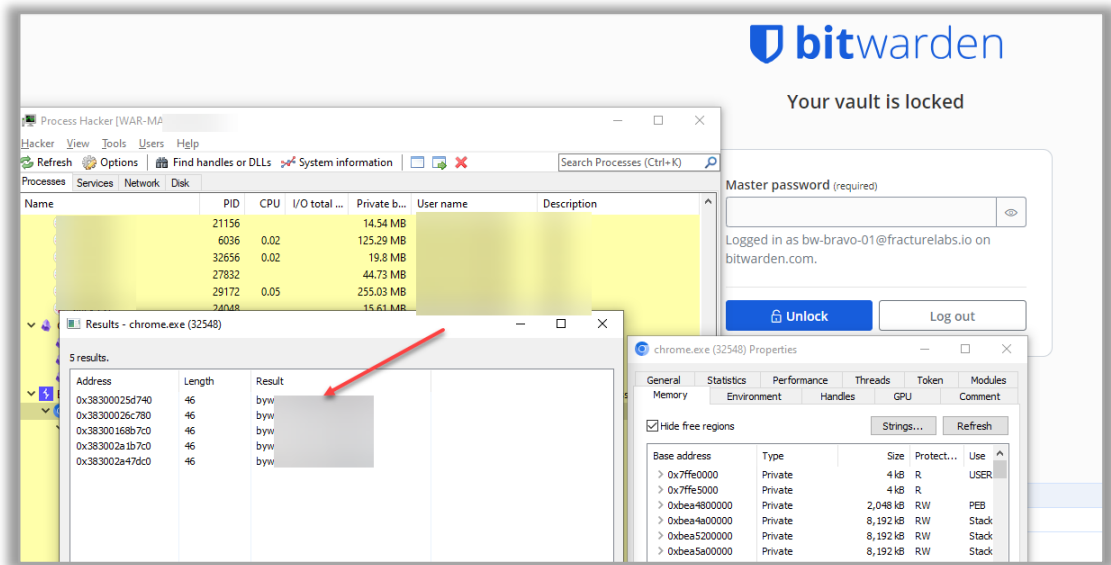 bitwarden
Your vault is locked
Process Hacker [WAR-MA
Hacker View Tools Users Help
Refresh Options Find handles or DLLs System information Search Processes (Ctrl+K)
Processes Services Network Disk
Name PID CPU I/O total ... Private b... User name Description
21156 14.54 MB
6036 0.02 125.29 MB
32656 0.02 19.8 MB
27832 44.73 MB
29172 0.05 255.03 MB
24048 15.61 MB
Master password (required)
Logged in as bw-bravo-01@fracturelabs.io on
bitwarden.com.
Unlock Log out
Results - chrome.exe (32548)
5 results.
Address Length Result
0x38300025d740 46 byw
0x38300026c780 46 byw
0x38300168b7c0 46 byw
0x383002a1b7c0 46 byw
0x383002a47dc0 46 byw
chrome.exe (32548) Properties
General Statistics Performance Threads Token Modules
Memory Environment Handles GPU Comment
Hide free regions Strings... Refresh
Base address Type Size Protect... Use
0x7ffe0000 Private 4 kB R USER
0x7ffe5000 Private 4 kB R
0xbea4800000 Private 2,048 kB RW PEB
0xbea4a00000 Private 8,192 kB RW Stack
0xbea5200000 Private 8,192 kB RW Stack
0xbea5a00000 Private 8,192 kB RW Stack